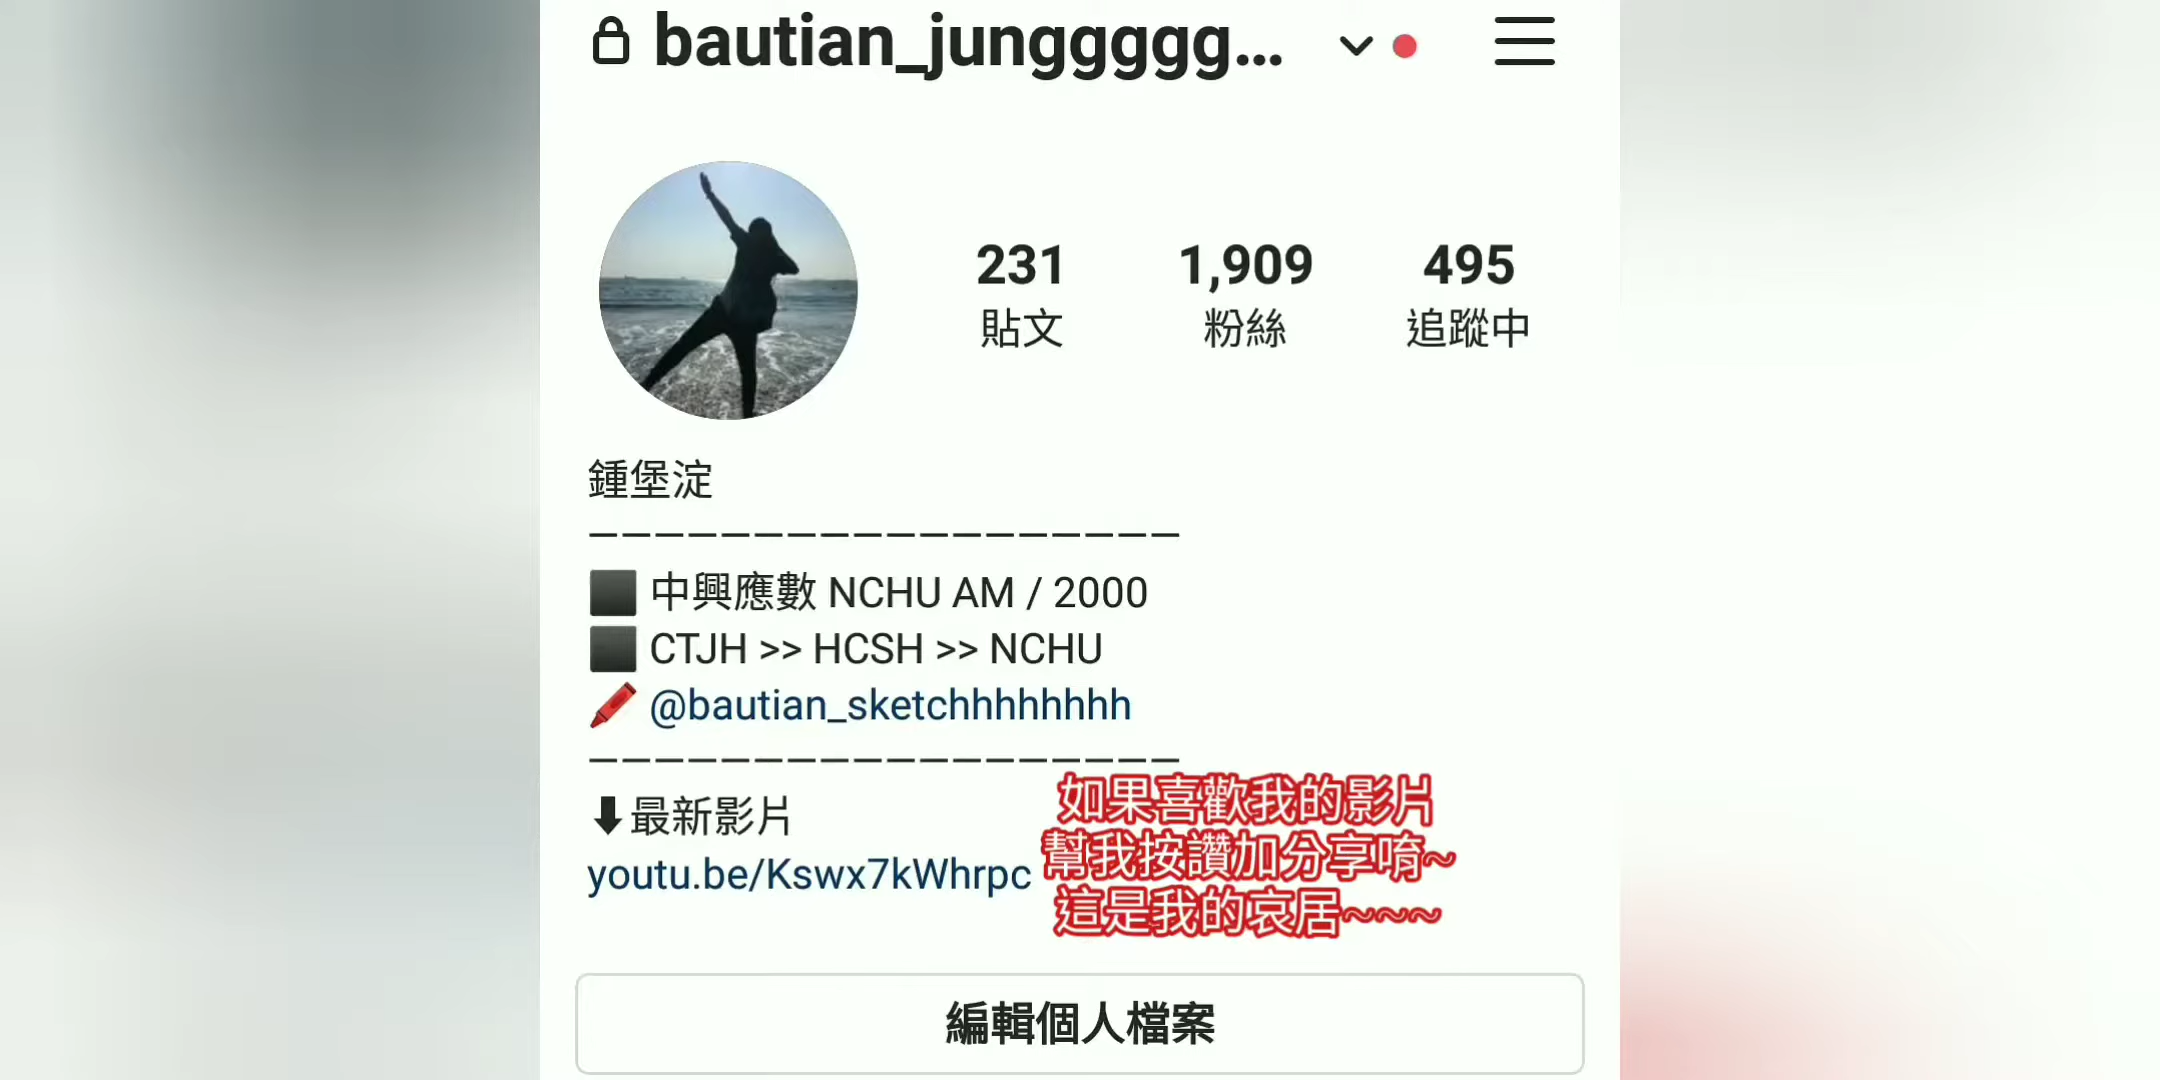 bautian_junggggg...
231
1,909
495
貼文
粉絲
追蹤中
鍾堡淀
——————————————————
中興應數 NCHU AM / 2000
CTJH >> HCSH >> NCHU
@bautian_sketchhhhhhhh
——————————————————
⬇最新影片
youtu.be/Kswx7kWhrpc
如果喜歡我的影片
幫我按讚加分享唷~
這是我的哀居~~~
編輯個人檔案